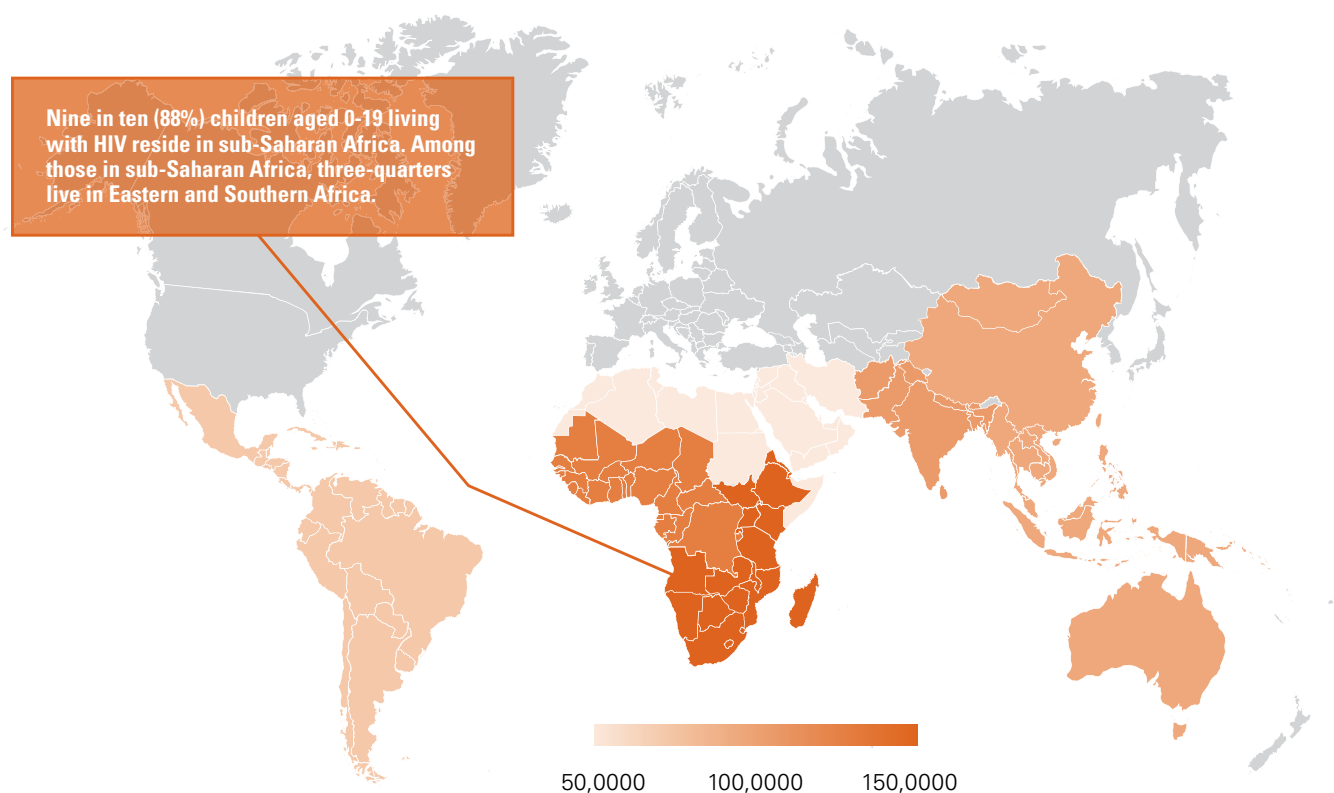 Nine in ten (88%) children aged 0-19 living
with HIV reside in sub-Saharan Africa. Among
those in sub-Saharan Africa, three-quarters
live in Eastern and Southern Africa.
50,0000 100,0000 150,0000